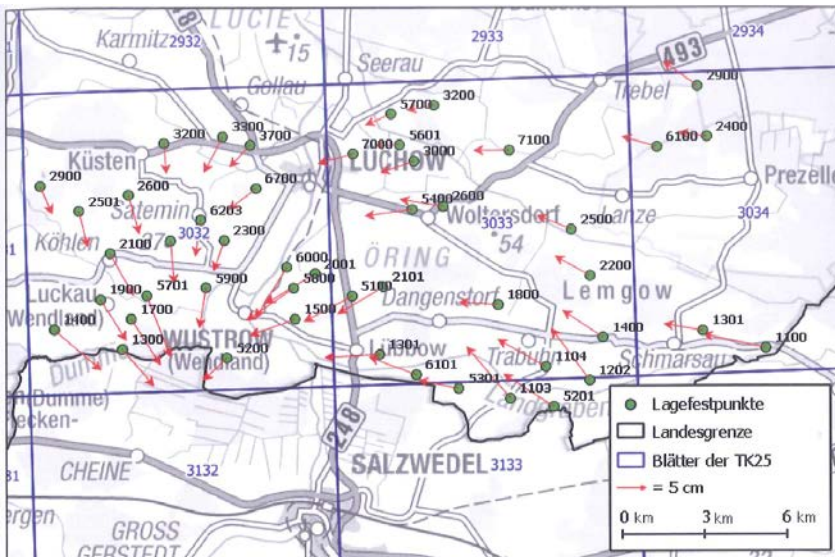 LUCIE
248
2932
Karmitz
15
2933
493
2934
Seerau
Gollau
Trebel
2900
5700
3200
3200
3300
3700
5601
7100
6100
2400
7000
3000
LÜCHOW
Küsten
Prezelle
2900
2600
6700
2501
Satemin
6203
5400
2600
Woltersdorf
Lanze
3034
2500
Köhlen
3032
2300
3033
54
ÖRING
2100
6000
2001
2200
Lemgow
5701
5900
5800
5100
2101
Luckau
(Wendland)
1900
1700
Dangenstorf
1800
1400
1500
1300
WUSTROW
(Wendland)
1301
Lübbow
1400
1301
1100
5200
Trabuhn
1104
Schmarsau
6101
5301
1103
1202
5201
Landgraben
Dumme
248
CHEINE
3132
SALZWEDEL
3133
GROSS
GERSTEDT
Lagefestpunkte
Landesgrenze
Blätter der TK25
= 5 cm
0 km 3 km 6 km